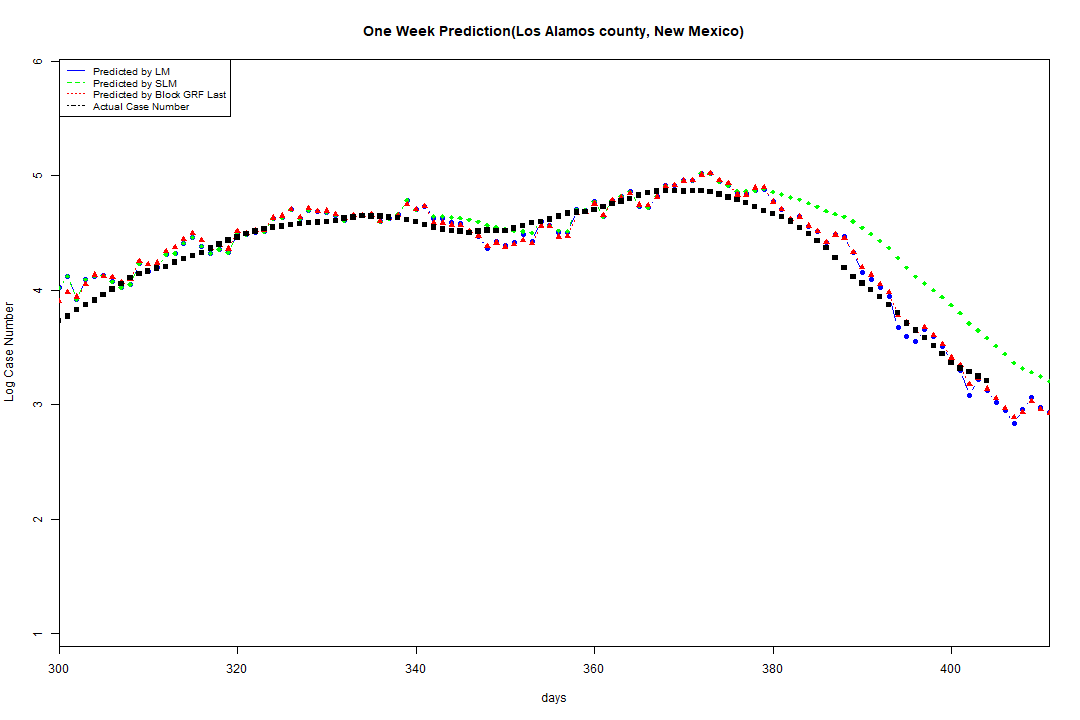 One Week Prediction(Los Alamos county, New Mexico)
Predicted by LM
Predicted by SLM
Predicted by Block GRF Last
Actual Case Number
6
5
4
3
2
1
Log Case Number
300 320 340 360 380 400
days